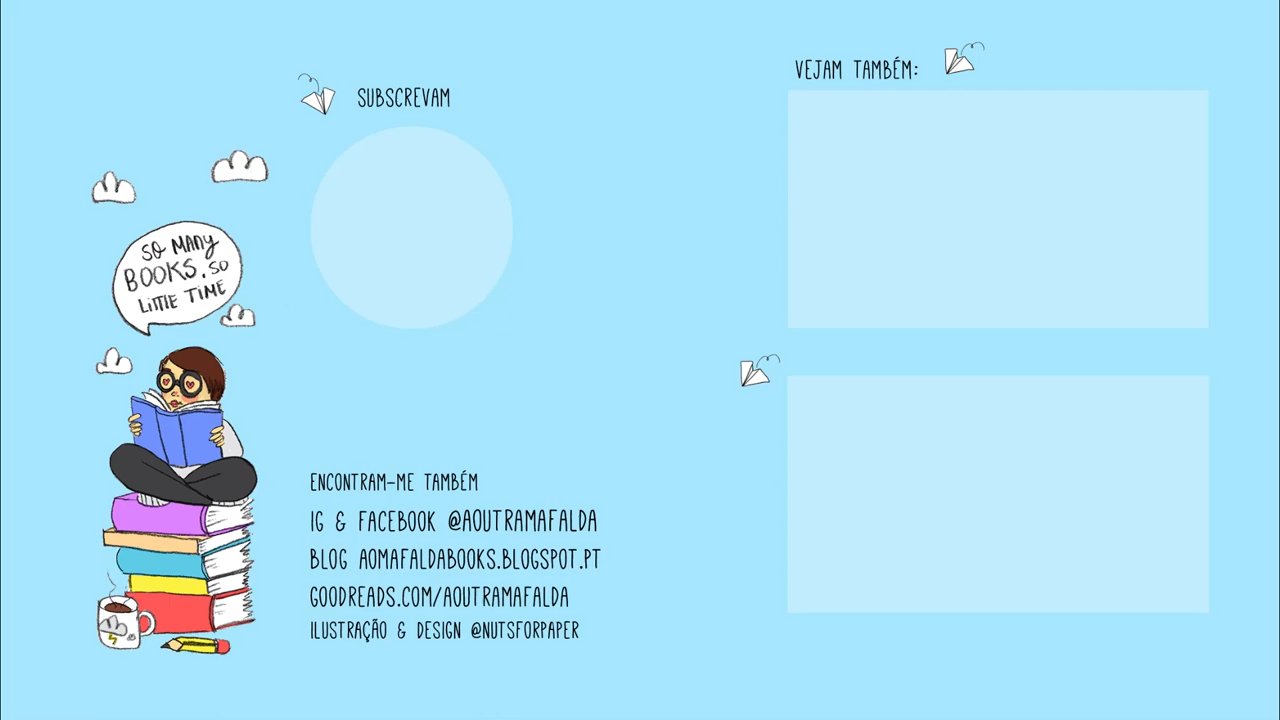 SUBSCREVAM
VEJAM TAMBÉM:
SO MANY
BOOKS, SO
LITTLE TIME
ENCONTRAM-ME TAMBÉM
IG & FACEBOOK @AOUTRAMAFALDA
BLOG AOMAFALDABOOKS.BLOGSPOT.PT
GOODREADS.COM/AOUTRAMAFALDA
ILUSTRAÇÃO & DESIGN @NUTSFORPAPER